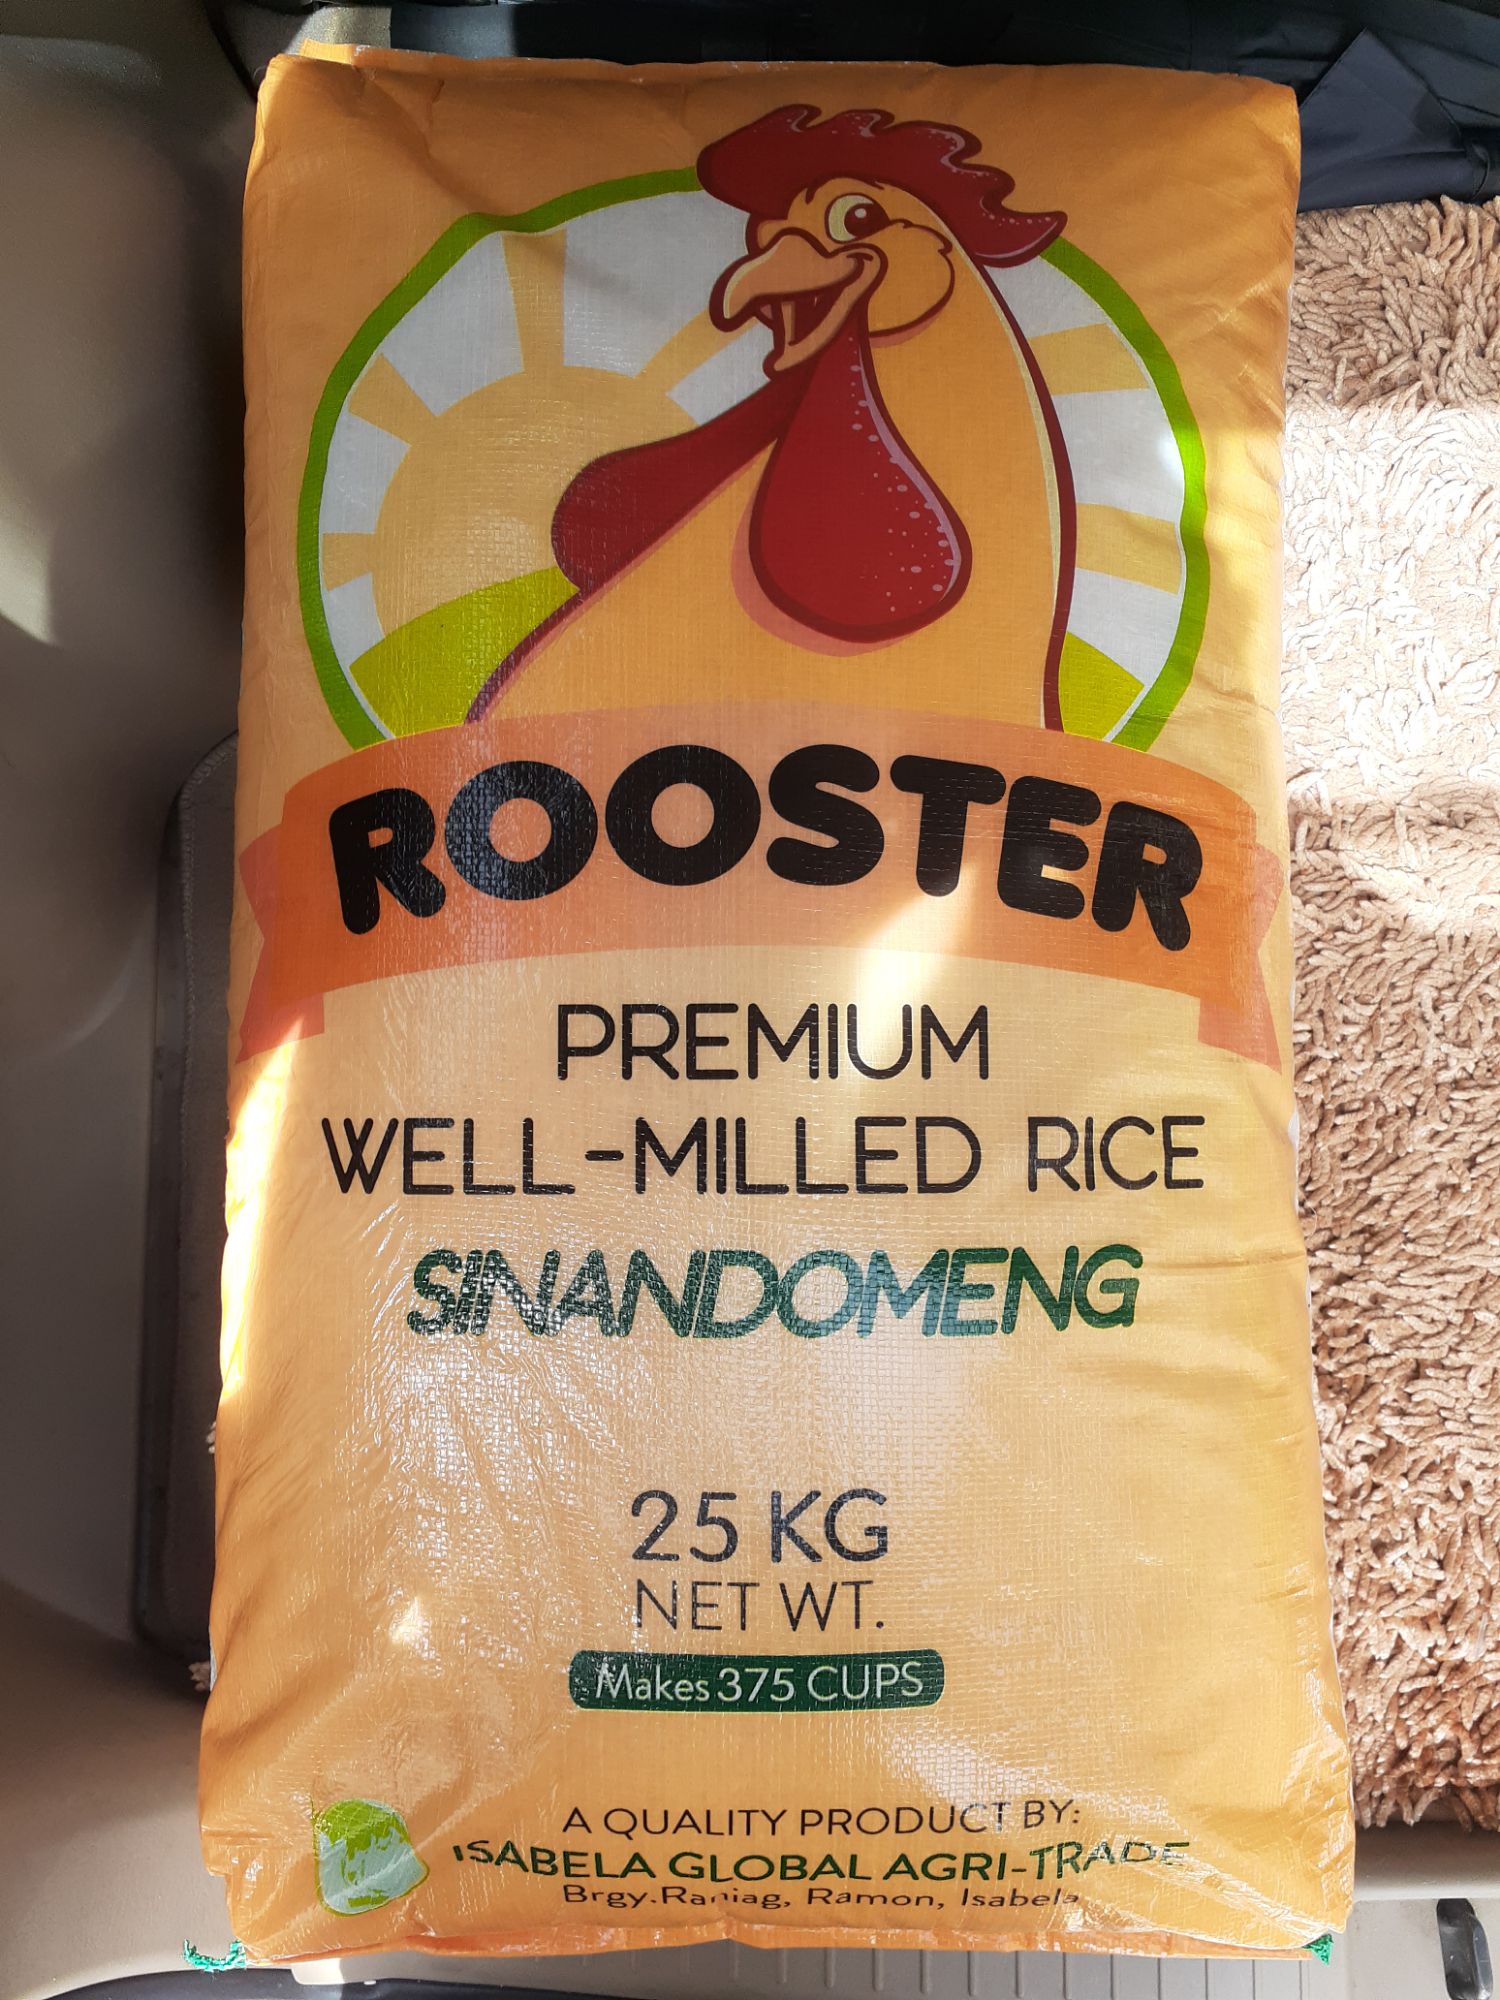 ROOSTER
PREMIUM
WELL-MILLED RICE
SINANDOMENG
25 KG
NET WT.
Makes 375 CUPS
A QUALITY PRODUCT BY:
ISABELA GLOBAL AGRI-TRADE
Brgy.Raniag, Ramon, Isabela